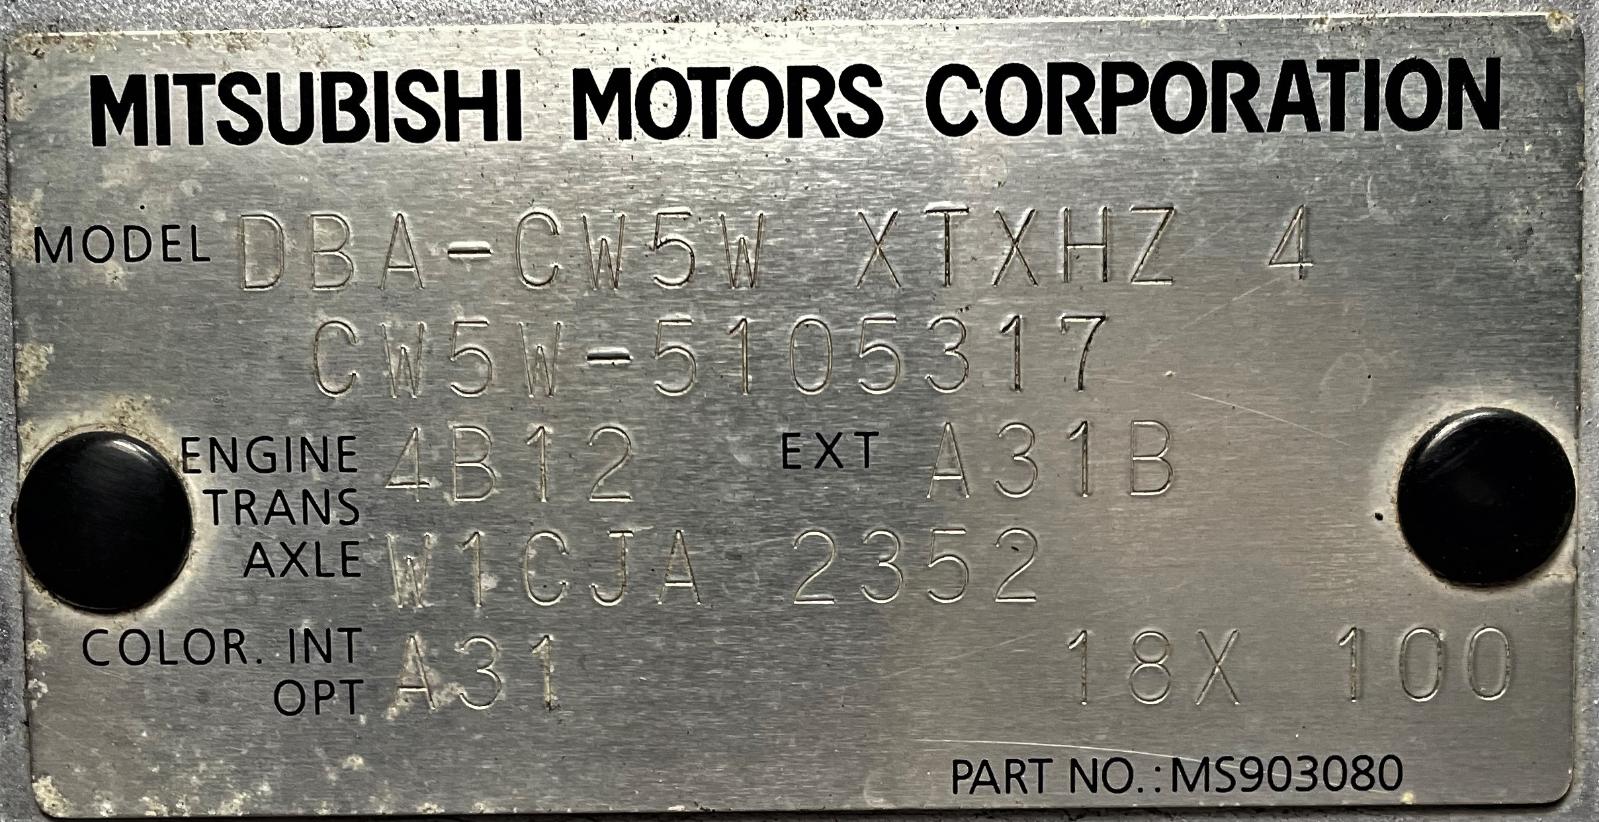 MITSUBISHI MOTORS CORPORATION
MODEL DBA-CW5W XTXHZ 4
CW5W-5105317
ENGINE 4B12 EXT A31B
TRANS
AXLE W1CJA 2352
COLOR. INT A31 18X 100
OPT
PART NO.:MS903080